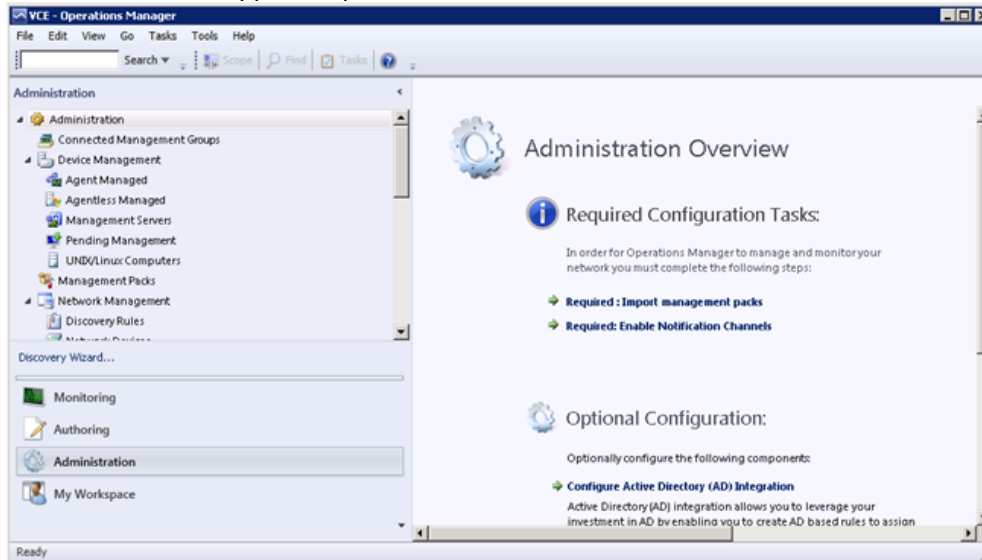 VCE - Operations Manager
File Edit View Go Tasks Tools Help
Search Scope Find Tasks
Administration
Administration
Connected Management Groups
Device Management
Agent Managed
Agentless Managed
Management Servers
Pending Management
UNIX/Linux Computers
Management Packs
Network Management
Discovery Rules
Discovery Wizard...
Monitoring
Authoring
Administration
My Workspace
Ready
Administration Overview
Required Configuration Tasks:
In order for Operations Manager to manage and monitor your
network you must complete the following steps:
Required : Import management packs
Required: Enable Notification Channels
Optional Configuration:
Optionally configure the following components:
Configure Active Directory (AD) Integration
Active Directory (AD) integration allows you to leverage your
investment in AD by enabling you to create AD based rules to assign